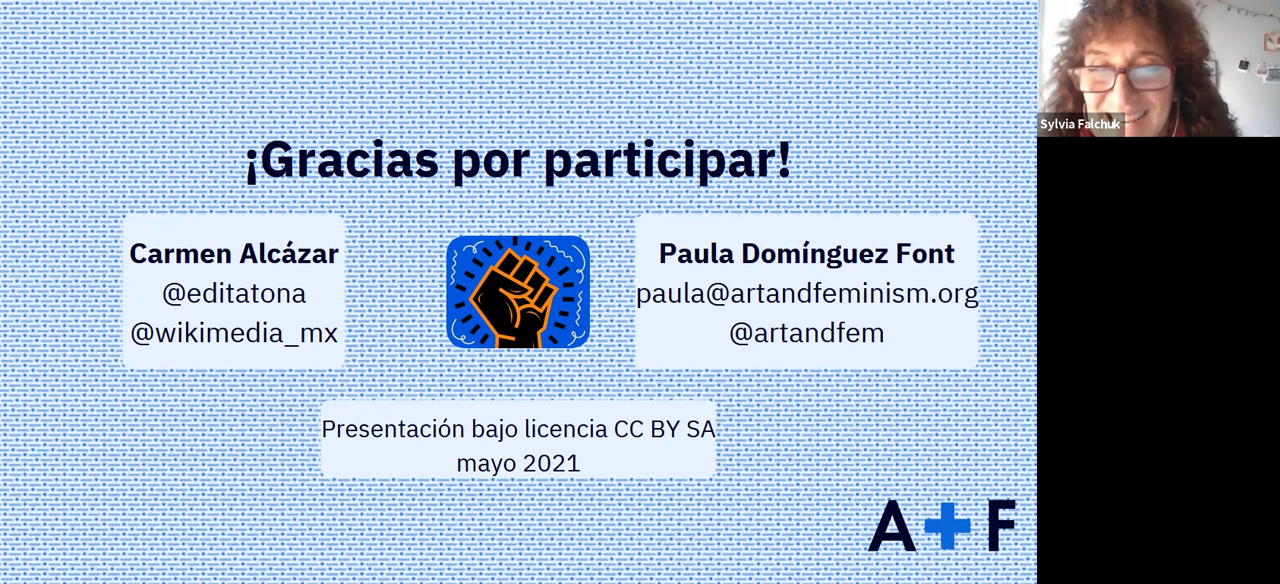 ¡Gracias por participar!
Carmen Alcázar
@editatona
@wikimedia_mx
Paula Domínguez Font
paula@artandfeminism.org
@artandfem
Presentación bajo licencia CC BY SA
mayo 2021
A+F
Sylvia Falchuk